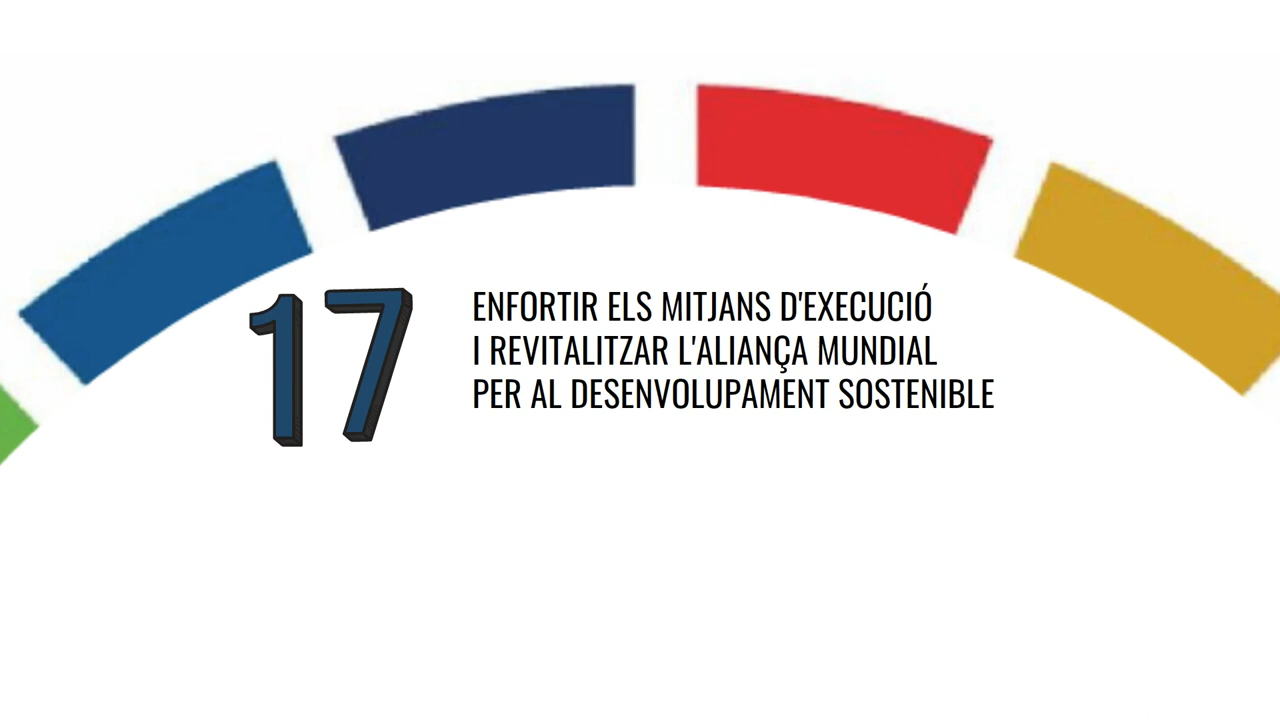 17
ENFORTIR ELS MITJANS D'EXECUCIÓ
I REVITALITZAR L'ALIANÇA MUNDIAL
PER AL DESENVOLUPAMENT SOSTENIBLE